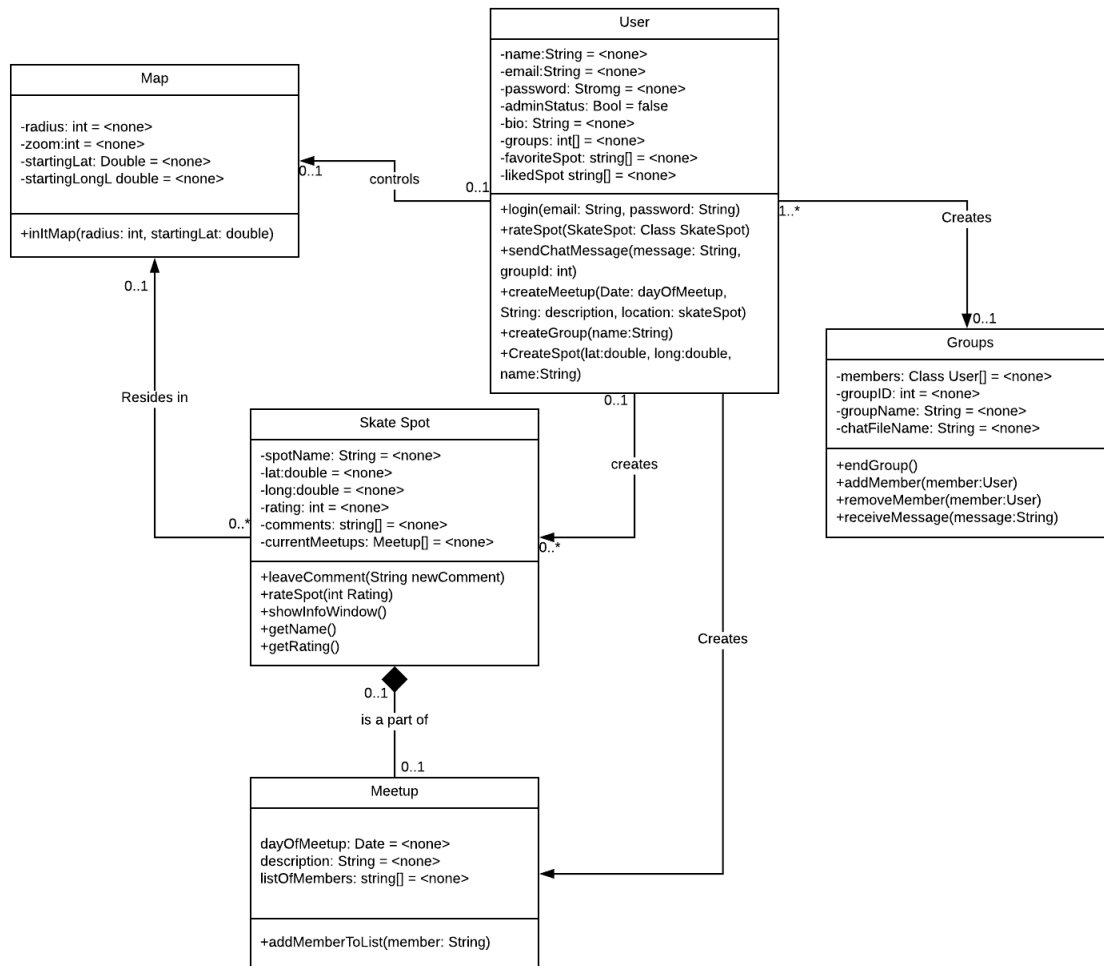 User
-name:String = <none>
-email:String = <none>
-password: Stromg = <none>
-adminStatus: Bool = false
-bio: String = <none>
-groups: int[] = <none>
-favoriteSpot: string[] = <none>
-likedSpot string[] = <none>
+login(email: String, password: String)
+rateSpot(SkateSpot: Class SkateSpot)
+sendChatMessage(message: String,
groupId: int)
+createMeetup(Date: dayOfMeetup,
String: description, location: skateSpot)
+createGroup(name:String)
+CreateSpot(lat:double, long:double,
name:String)
Map
-radius: int = <none>
-zoom:int = <none>
-startingLat: Double = <none>
-startingLongL double = <none>
+inItMap(radius: int, startingLat: double)
0..1
controls
0..1
1..*
Creates
0..1
Groups
-members: Class User[] = <none>
-groupID: int = <none>
-groupName: String = <none>
-chatFileName: String = <none>
+endGroup()
+addMember(member:User)
+removeMember(member:User)
+receiveMessage(message:String)
0..1
Resides in
0..*
0..1
creates
0..*
Skate Spot
-spotName: String = <none>
-lat:double = <none>
-long:double = <none>
-rating: int = <none>
-comments: string[] = <none>
-currentMeetups: Meetup[] = <none>
+leaveComment(String newComment)
+rateSpot(int Rating)
+showInfoWindow()
+getName()
+getRating()
Creates
0..1
is a part of
0..1
Meetup
dayOfMeetup: Date = <none>
description: String = <none>
listOfMembers: string[] = <none>
+addMemberToList(member: String)